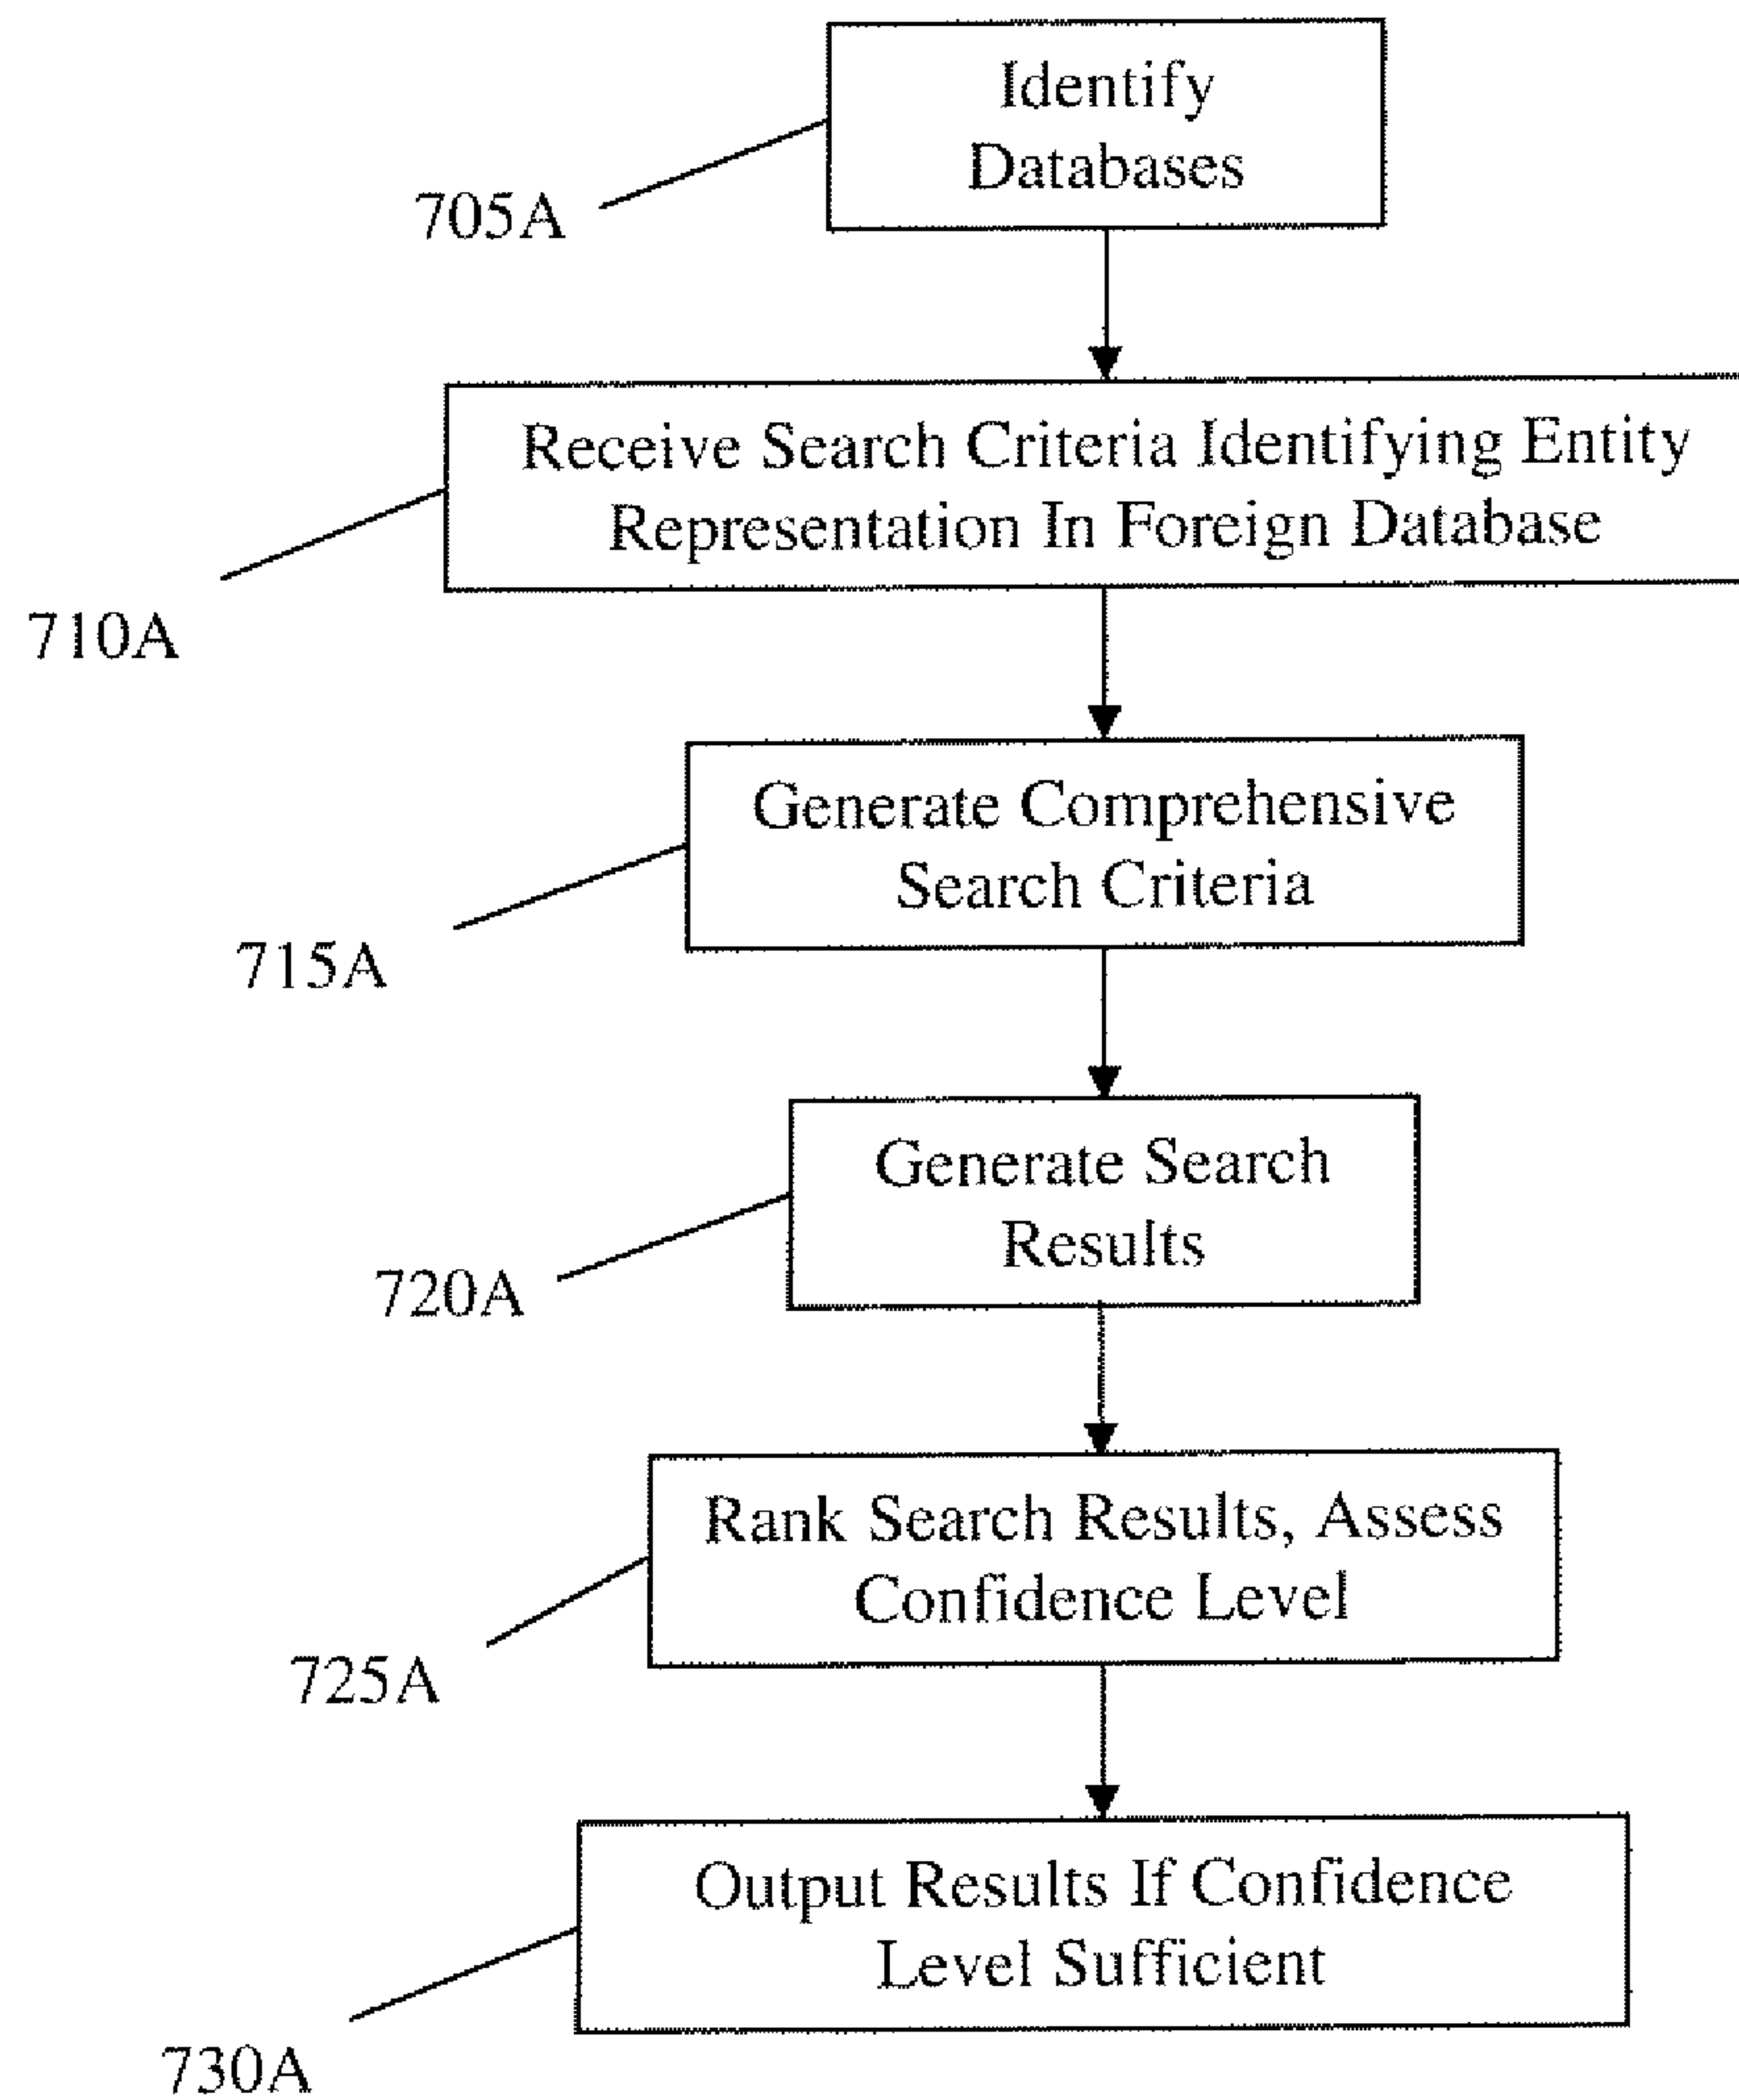 Identify
Databases
705A
Receive Search Criteria Identifying Entity
Representation In Foreign Database
710A
Generate Comprehensive
Search Criteria
715A
Generate Search
Results
720A
Rank Search Results, Assess
Confidence Level
725A
Output Results If Confidence
Level Sufficient
730A